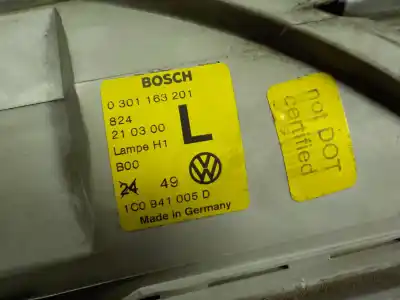 BOSCH
0 301 163 201
824
21 03 00
Lampe H1
L
B00
24 49
1C0 941 005 D
Made in Germany
not DOT
certified